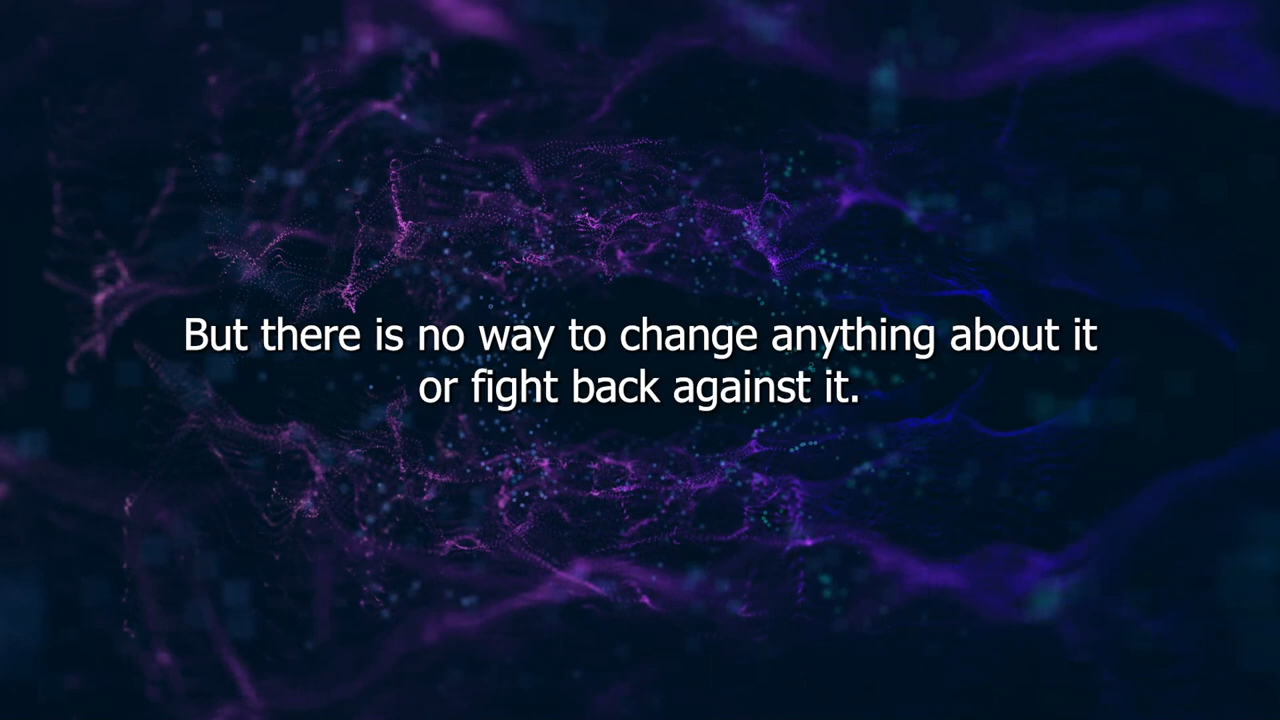 But there is no way to change anything about it
or fight back against it.